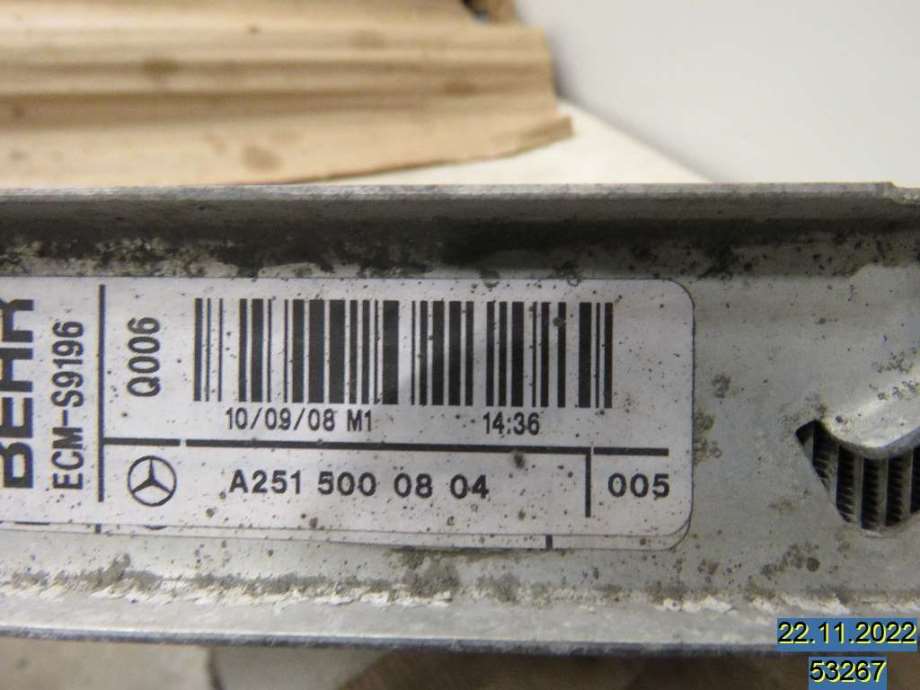 BEHR
ECM-S9196
Q006
10/09/08 M1 14:36
A251 500 08 04
005
22.11.2022
53267